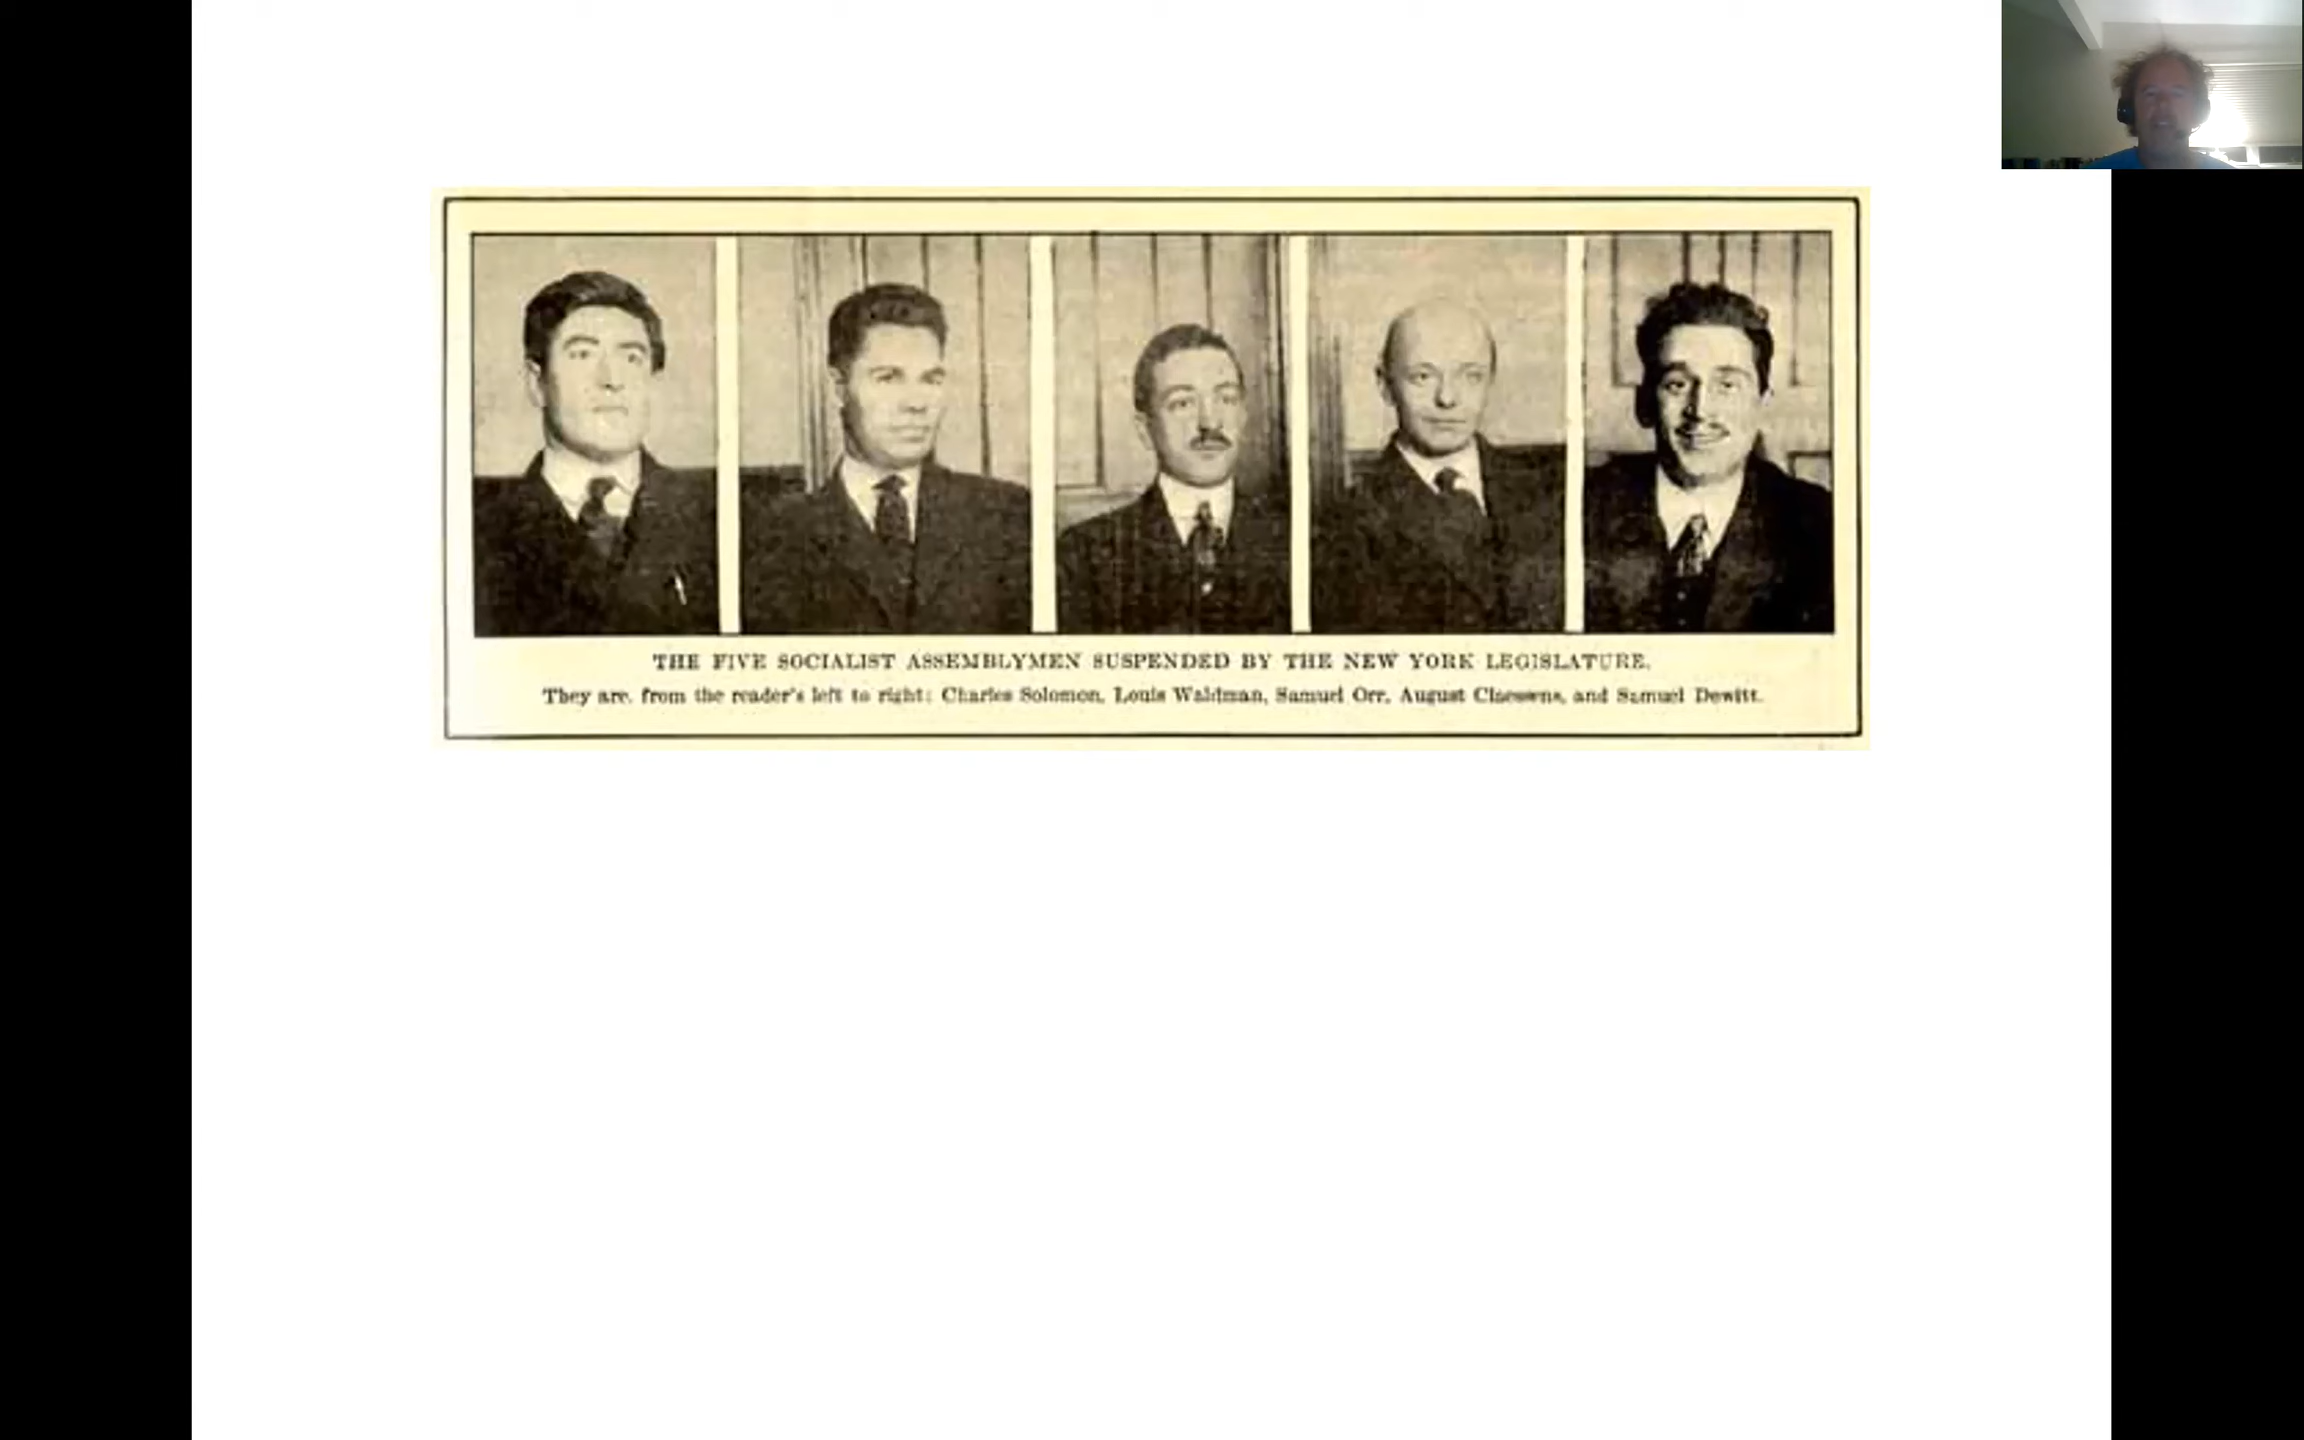 THE FIVE SOCIALIST ASSEMBLYMEN SUSPENDED BY THE NEW YORK LEGISLATURE.
They are, from the reader's left to right: Charles Solomon, Louis Waldman, Samuel Orr, August Claessens, and Samuel Dewitt.